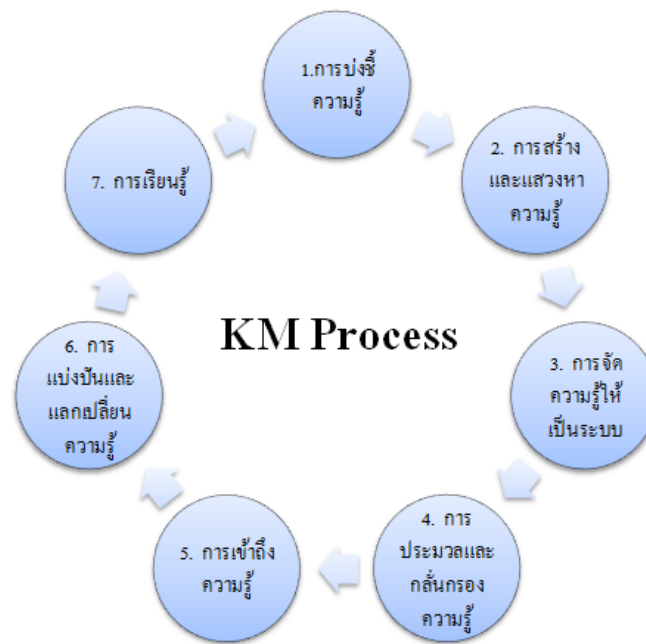 1.การบ่งชี้
ความรู้
2. การสร้าง
และแสวงหา
ความรู้
3. การจัด
ความรู้ให้
เป็นระบบ
4. การ
ประมวลและ
กลั่นกรอง
ความรู้
5. การเข้าถึง
ความรู้
6. การ
แบ่งปันและ
แลกเปลี่ยน
ความรู้
7. การเรียนรู้
KM Process